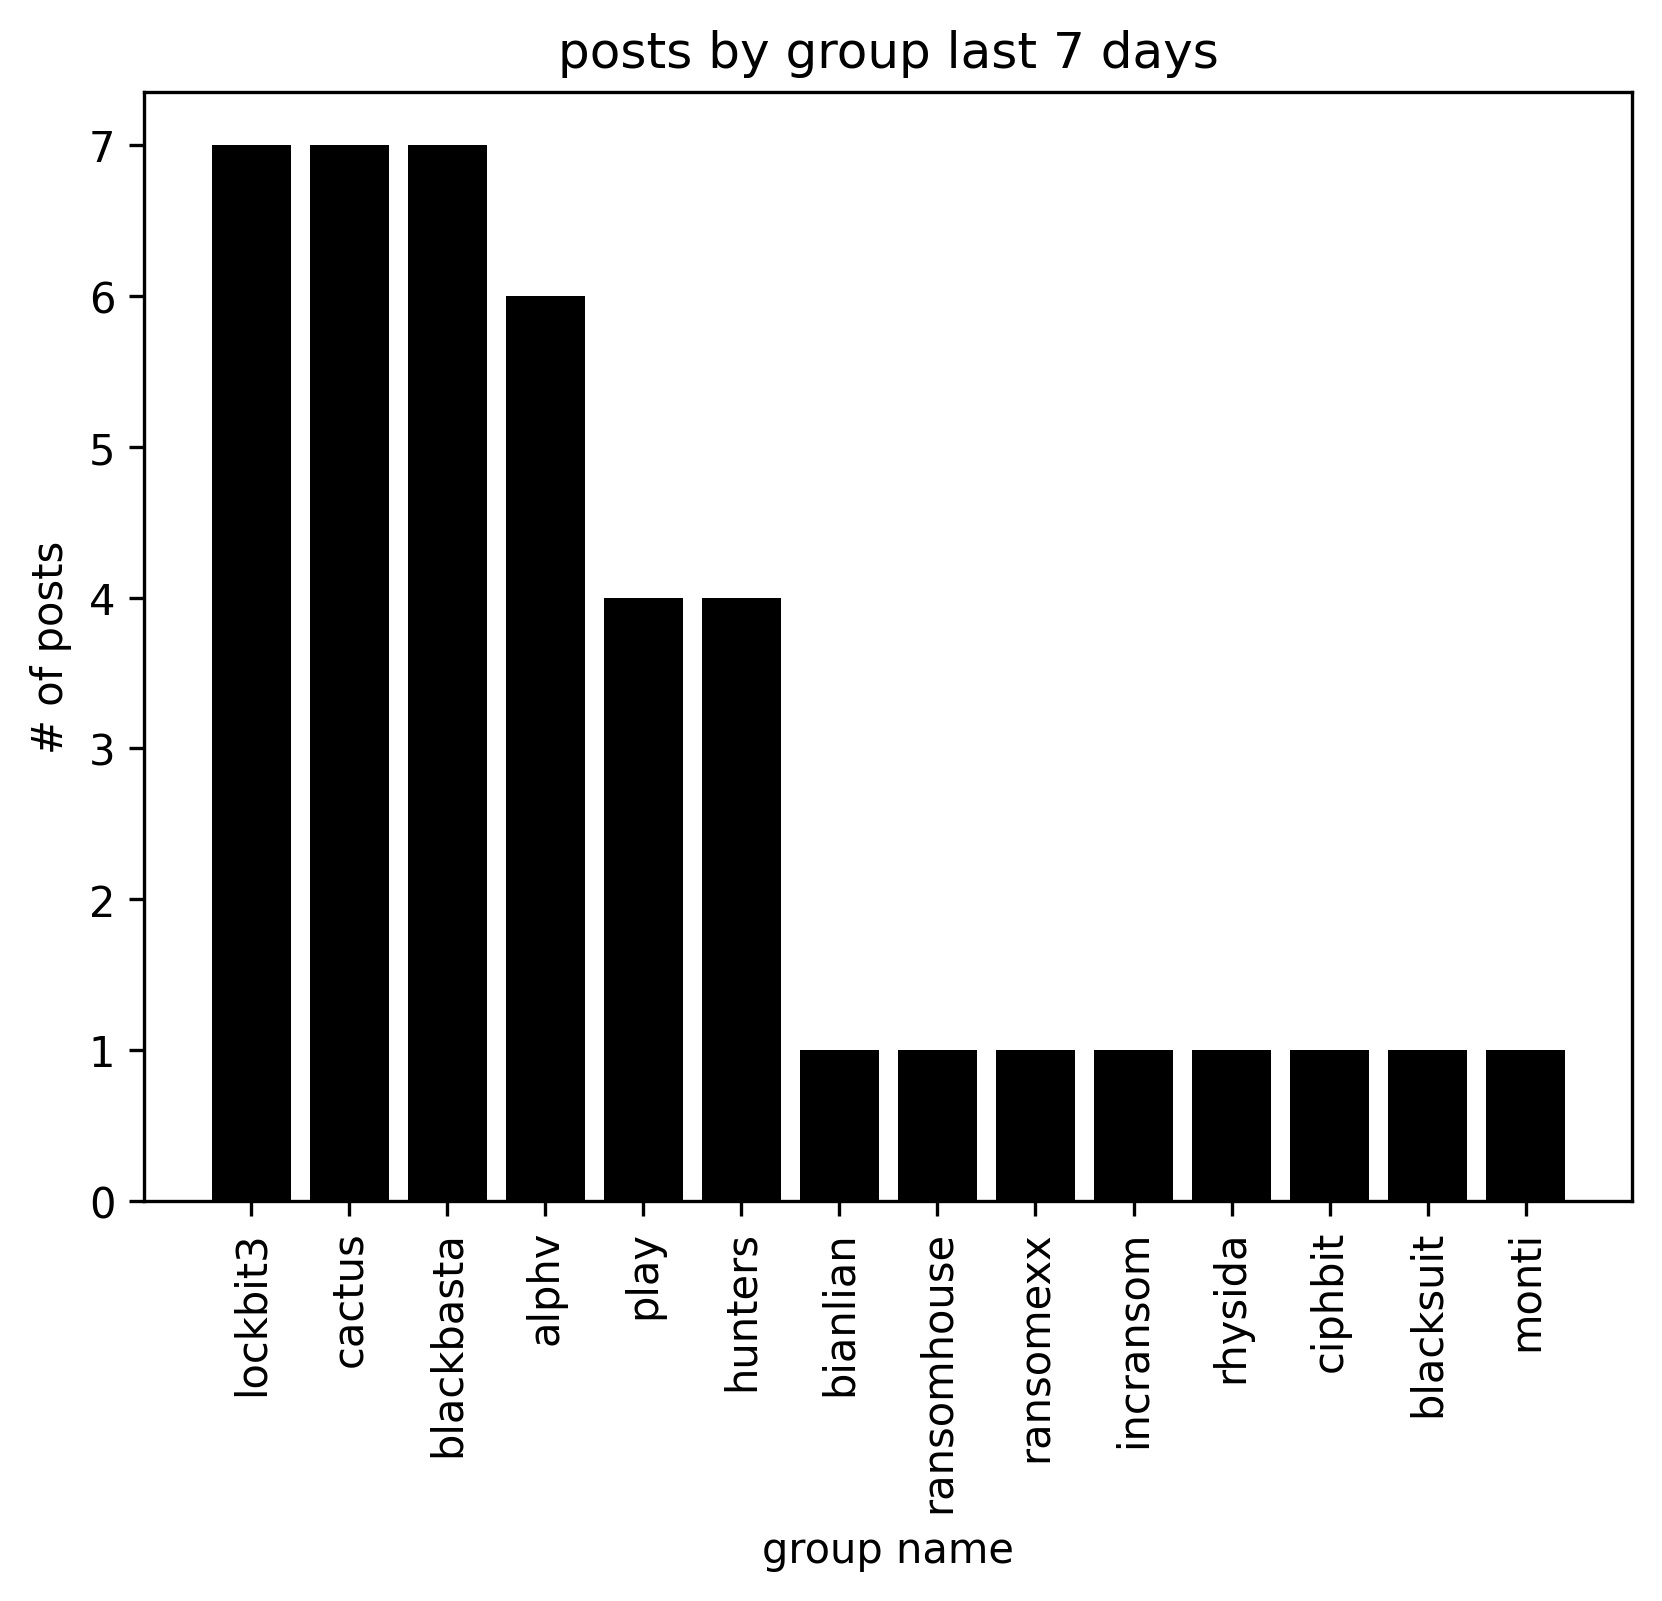 posts by group last 7 days
# of posts
7
6
5
4
3
2
1
0
lockbit3
cactus
blackbasta
alphv
play
hunters
bianlian
ransomhouse
ransomexx
incransom
rhysida
ciphbit
blacksuit
monti
group name